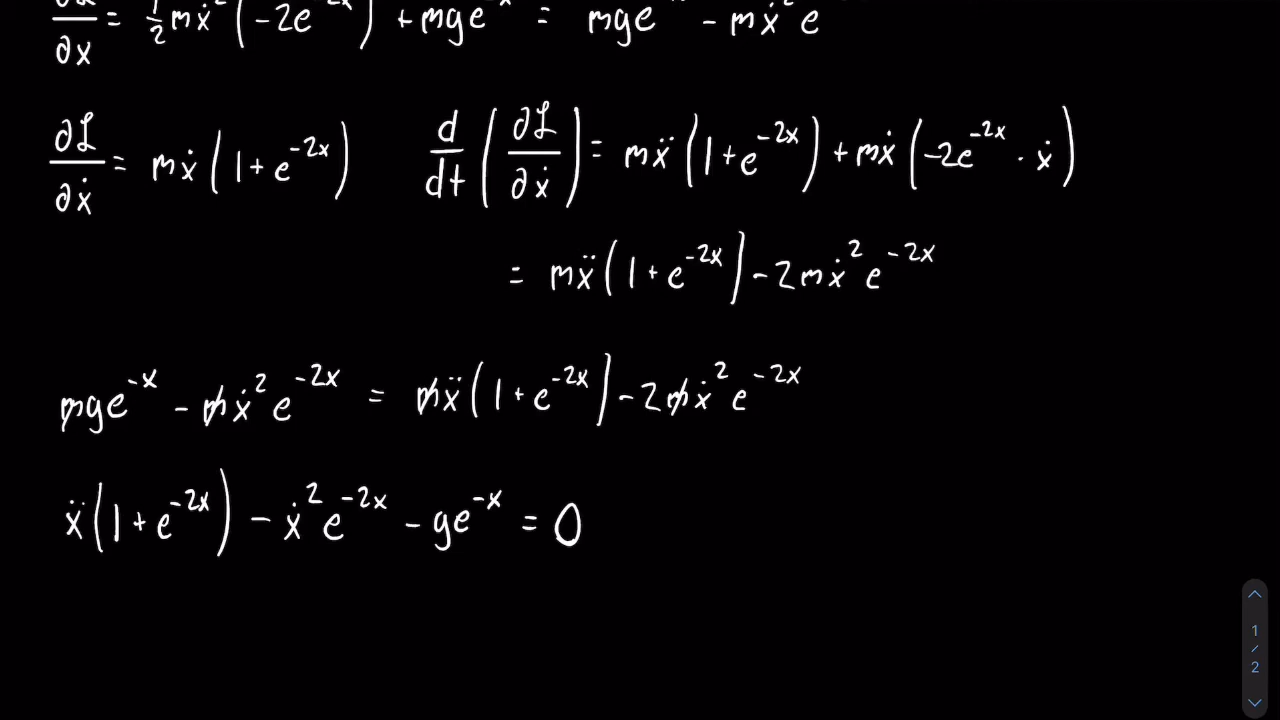 ∂ℒ/∂x = ½mẋ²(-2e^-2x) + mge^-x = mge - mẋ²e
∂ℒ/∂ẋ = mẋ(1+e^-2x)   d/dt(∂ℒ/∂ẋ) = mẍ(1+e^-2x) + mẋ(-2e^-2x · ẋ)
= mẍ(1+e^-2x) - 2mẋ²e^-2x
mge^-x - mẋ²e^-2x = mẍ(1+e^-2x) - 2mẋ²e^-2x
ẍ(1+e^-2x) - ẋ²e^-2x - ge^-x = 0
1
/
2